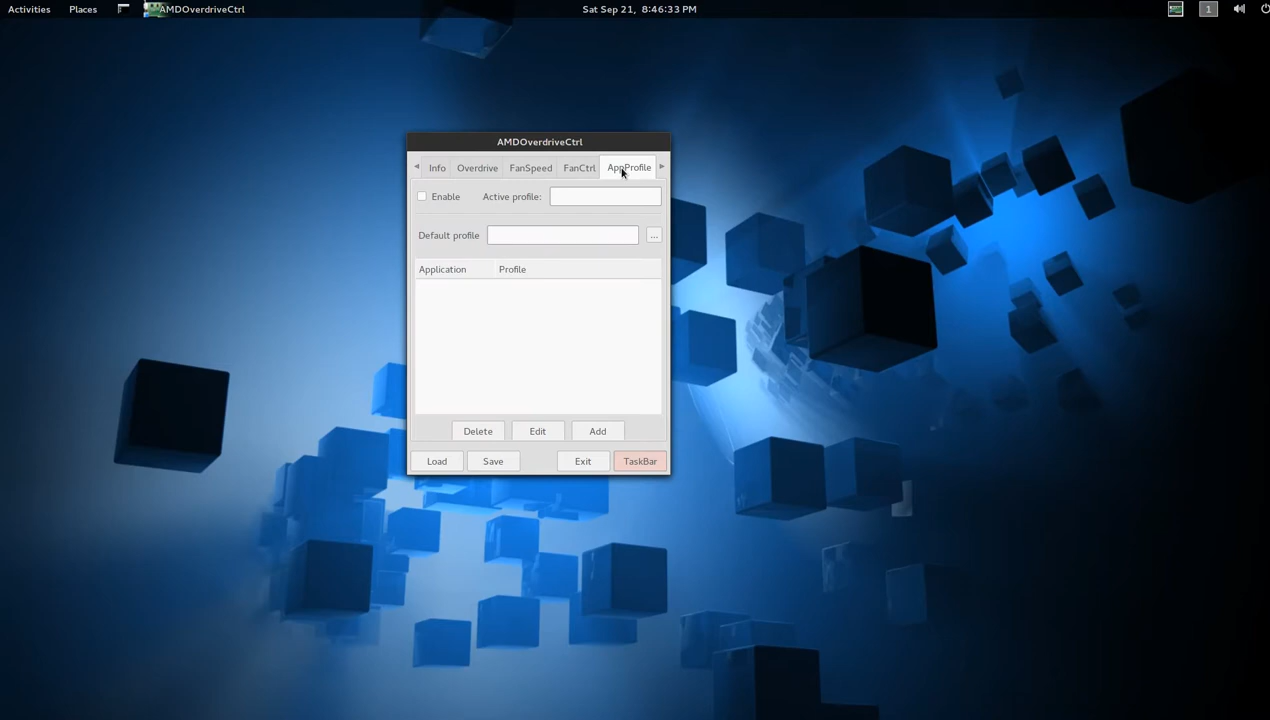 Activities Places AMDOverdriveCtrl Sat Sep 21, 8:46:33 PM 1
AMDOverdriveCtrl
Info Overdrive FanSpeed FanCtrl AppProfile
Enable Active profile:
Default profile ...
Application Profile
Delete Edit Add
Load Save Exit TaskBar